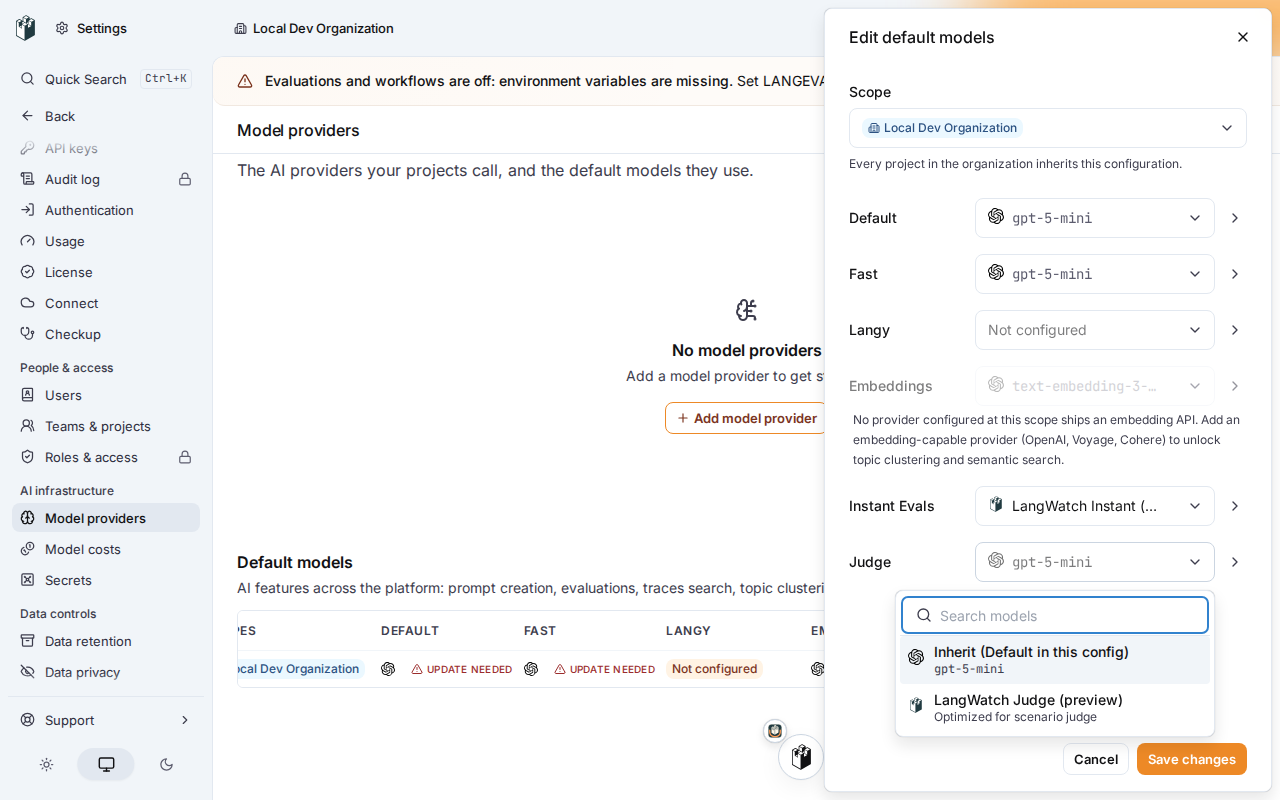 Settings
Local Dev Organization
Quick Search
Ctrl+K
Back
API keys
Audit log
Authentication
Usage
License
Connect
Checkup
People & access
Users
Teams & projects
Roles & access
AI infrastructure
Model providers
Model costs
Secrets
Data controls
Data retention
Data privacy
Support
Evaluations and workflows are off: environment variables are missing. Set LANGEVA
Model providers
The AI providers your projects call, and the default models they use.
No model providers
Add a model provider to get s
Add model provider
Default models
AI features across the platform: prompt creation, evaluations, traces search, topic clusteri
PES
DEFAULT
FAST
LANGY
EM
ocal Dev Organization
UPDATE NEEDED
UPDATE NEEDED
Not configured
Edit default models
Scope
Local Dev Organization
Every project in the organization inherits this configuration.
Default
gpt-5-mini
Fast
gpt-5-mini
Langy
Not configured
Embeddings
text-embedding-3-…
No provider configured at this scope ships an embedding API. Add an
embedding-capable provider (OpenAI, Voyage, Cohere) to unlock
topic clustering and semantic search.
Instant Evals
LangWatch Instant (...
Judge
gpt-5-mini
Search models
Inherit (Default in this config)
gpt-5-mini
LangWatch Judge (preview)
Optimized for scenario judge
Cancel
Save changes